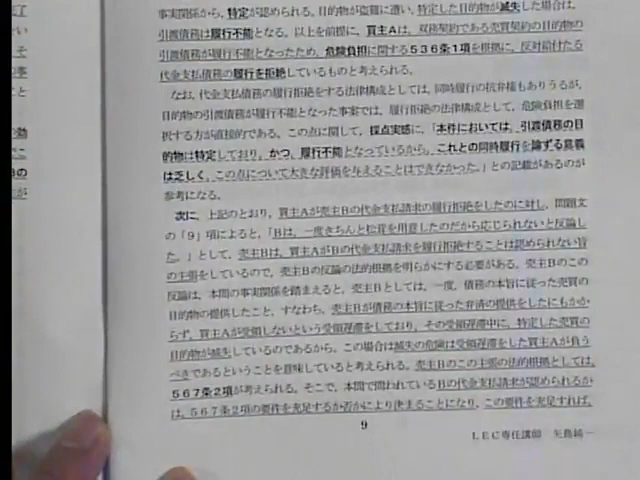 事実関係から、特定が認められる。目的物が盗難に遭い、特定した目的物が滅失した場合は、
引渡債務は履行不能となる。以上を前提に、買主Aは、双務契約である売買契約の目的物の
引渡債務が履行不能となったため、危険負担に関する536条1項を根拠に、反対給付たる
代金支払債務の履行を拒絶しているものと考えられる。
なお、代金支払債務の履行拒絶をする法律構成としては、同時履行の抗弁権もありうるが、
目的物の引渡債務が履行不能となった事案では、履行拒絶の法律構成として、危険負担を選
択する方が直接的である。この点に関して、採点実感に、「本件においては、引渡債務の目
的物は特定しており、かつ、履行不能となっているから、これとの同時履行を論ずる意義
は乏しく、この点について大きな評価を与えることはできなかった。」との記載があるのが
参考になる。
次に、上記のとおり、買主Aが売主Bの代金支払請求の履行拒絶をしたのに対し、問題文
の「9」項によると、「Bは、一度きちんと松茸を用意したのだから応じられないと反論し
た。」として、売主Bは、買主AがBの代金支払請求を履行拒絶することは認められない旨
の主張をしているので、売主Bの反論の法的根拠を明らかにする必要がある。売主Bのこの
反論は、本問の事実関係を踏まえると、売主Bとしては、一度、債務の本旨に従った売買の
目的物の提供したこと、すなわち、売主Bが債務の本旨に従った弁済の提供をしたにもかか
らず、買主Aが受領しないという受領遅滞をしており、その受領遅滞中に、特定した売買の
目的物が滅失しているのであるから、この場合は滅失の危険は受領遅滞をした買主Aが負う
べきであるということを意味していると考えられる。売主Bのこの主張の法的根拠としては、
567条2項が考えられる。そこで、本問で問われているBの代金支払請求が認められるか
は、567条2項の要件を充足するか否かにより決まることになり、この要件を充足すれば、
9
LEC専任講師 矢島純一